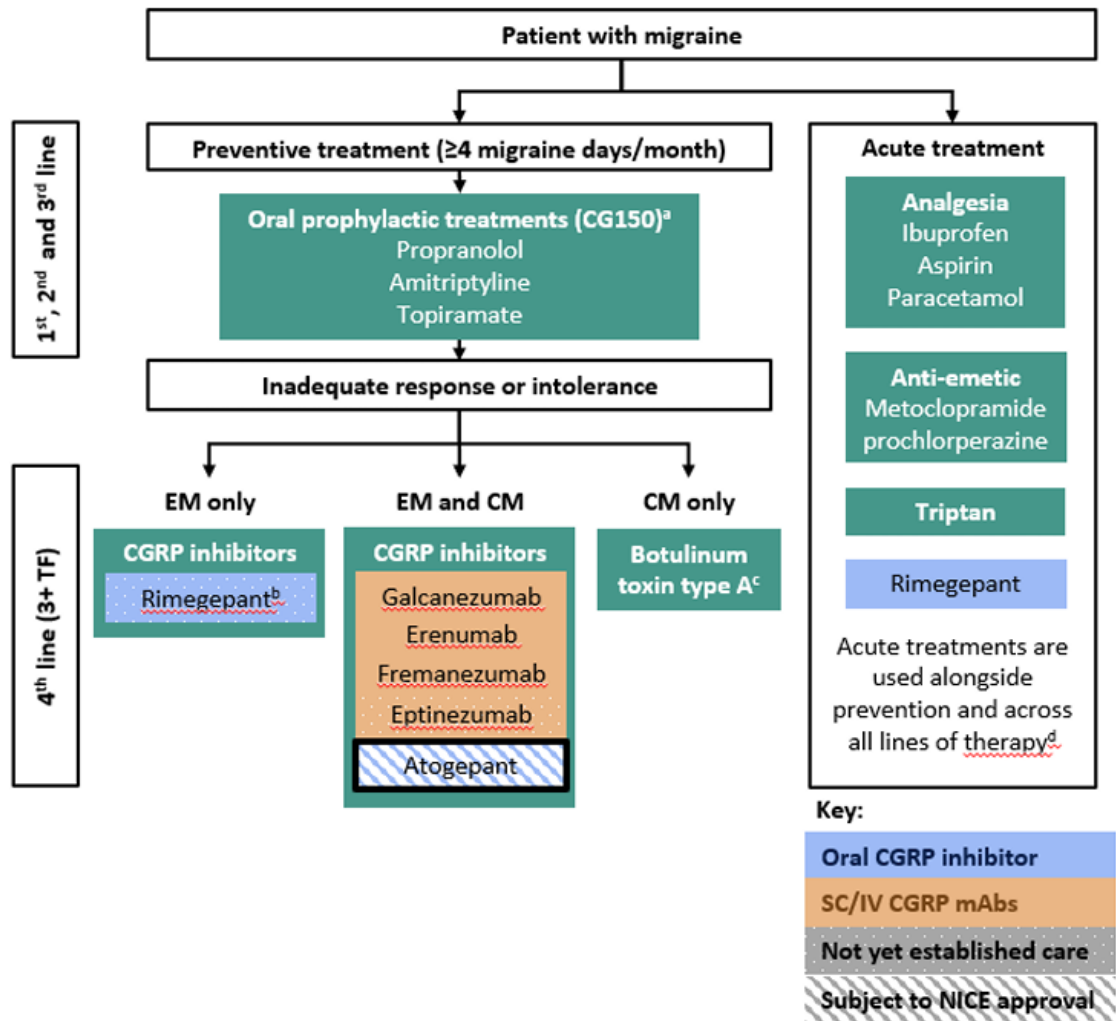 Patient with migraine
1st, 2nd and 3rd line
Preventive treatment (≥4 migraine days/month)
Oral prophylactic treatments (CG150)a
Propranolol
Amitriptyline
Topiramate
Inadequate response or intolerance
4th line (3+ TF)
EM only
CGRP inhibitors
Rimegepantb
EM and CM
CGRP inhibitors
Galcanezumab
Erenumab
Fremanezumab
Eptinezumab
Atogepant
CM only
Botulinum
toxin type Ac
Acute treatment
Analgesia
Ibuprofen
Aspirin
Paracetamol
Anti-emetic
Metoclopramide
prochlorperazine
Triptan
Rimegepant
Acute treatments are
used alongside
prevention and across
all lines of therapyd
Key:
Oral CGRP inhibitor
SC/IV CGRP mAbs
Not yet established care
Subject to NICE approval